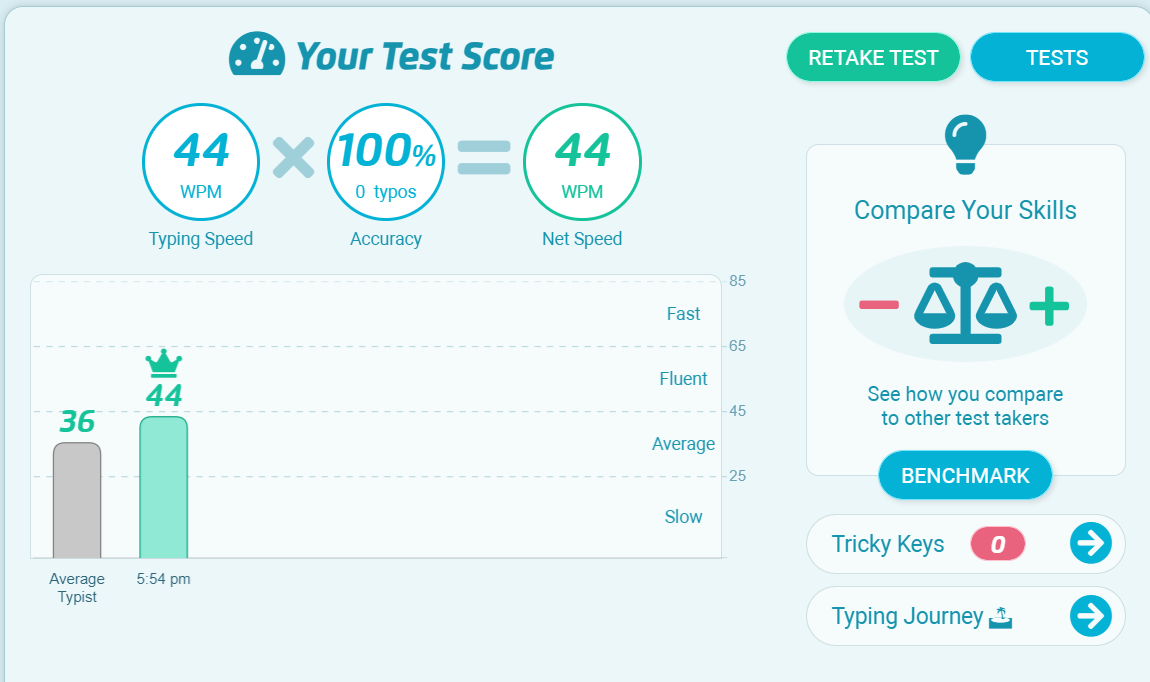 Your Test Score
RETAKE TEST
TESTS
44
WPM
Typing Speed
100%
0 typos
Accuracy
44
WPM
Net Speed
85
Fast
65
Fluent
45
Average
25
Slow
36
44
Average
Typist
5:54 pm
Compare Your Skills
See how you compare
to other test takers
BENCHMARK
Tricky Keys 0
Typing Journey